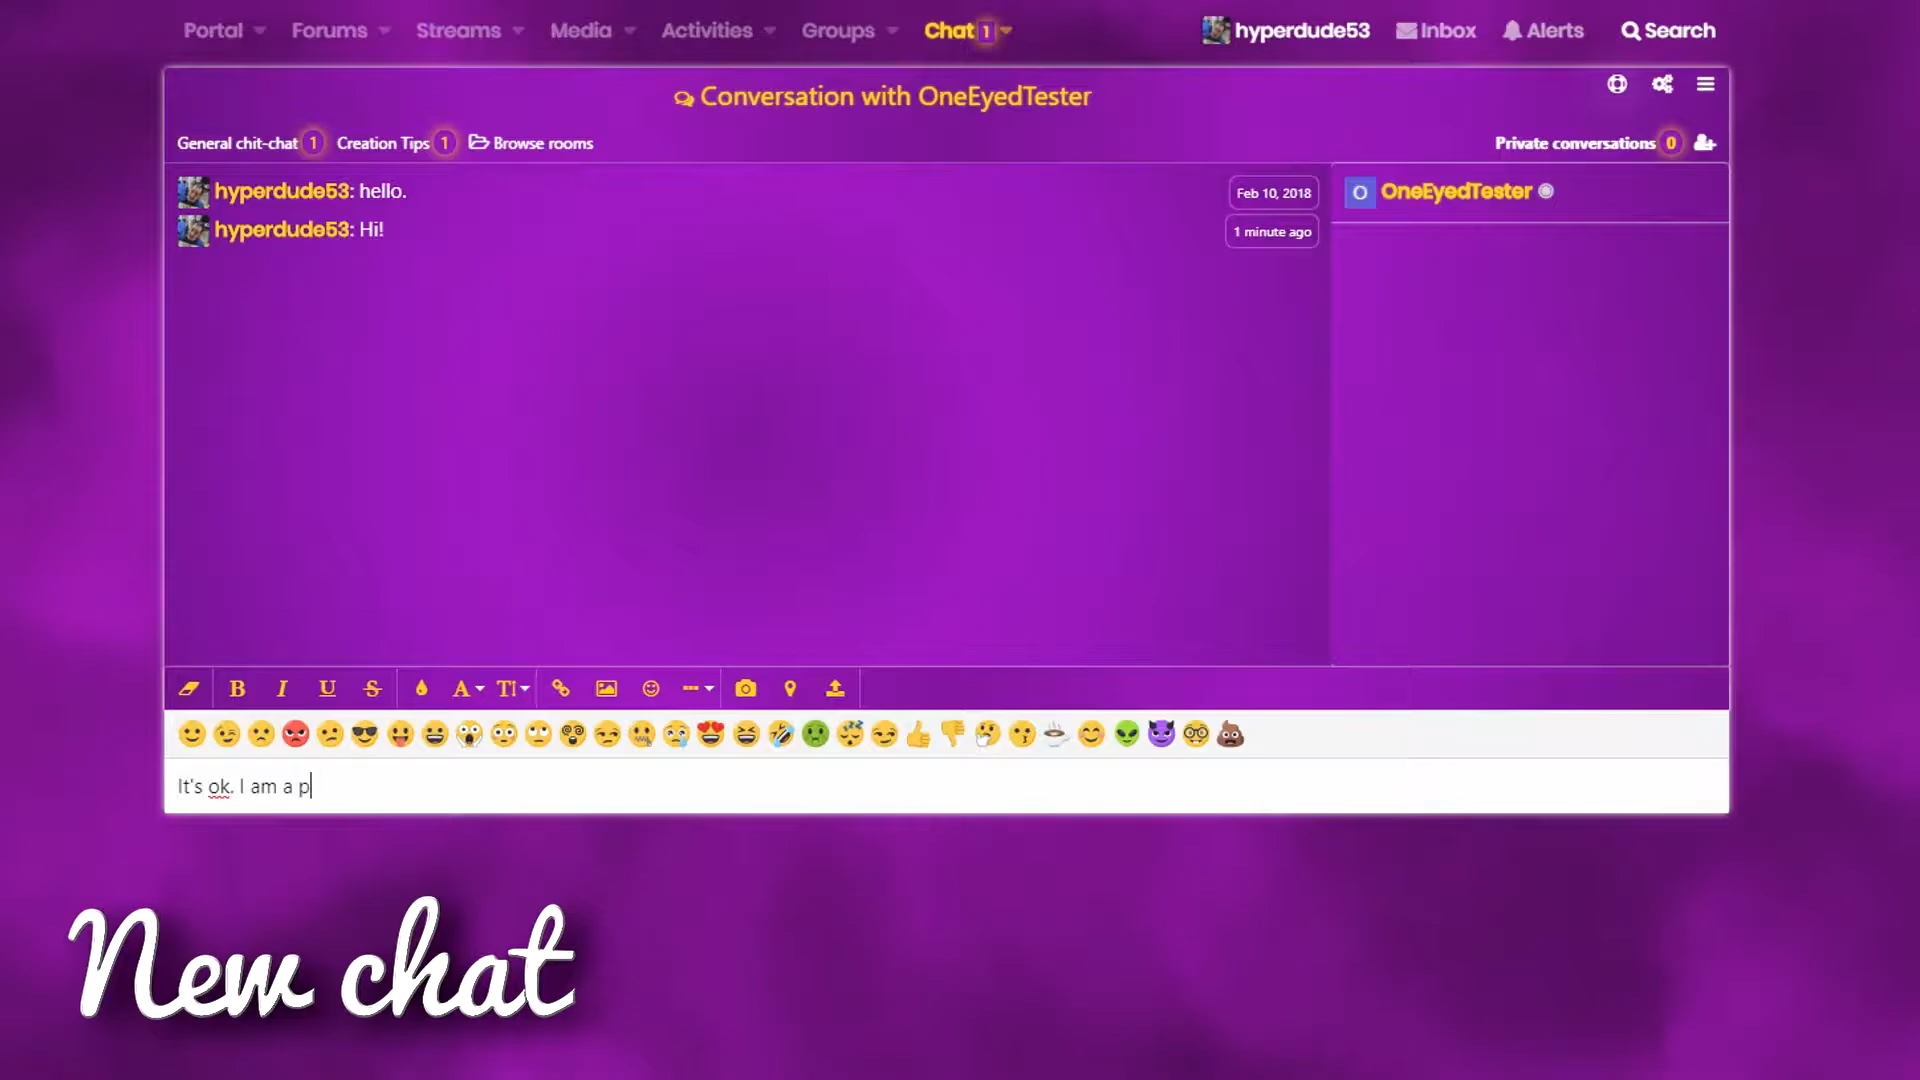 Portal Forums Streams Media Activities Groups Chat 1 hyperdude53 Inbox Alerts Search
Conversation with OneEyedTester
General chit-chat 1 Creation Tips 1 Browse rooms Private conversations 0
hyperdude53: hello. Feb 10, 2018
O OneEyedTester
hyperdude53: Hi! 1 minute ago
B I U S A T!
It's ok. I am a p
New chat